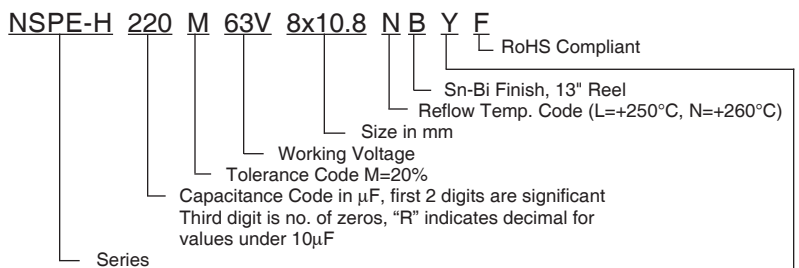 NSPE-H 220 M 63V 8x10.8 N B Y F
RoHS Compliant
Sn-Bi Finish, 13" Reel
Reflow Temp. Code (L=+250°C, N=+260°C)
Size in mm
Working Voltage
Tolerance Code M=20%
Capacitance Code in μF, first 2 digits are significant
Third digit is no. of zeros, “R” indicates decimal for
values under 10μF
Series